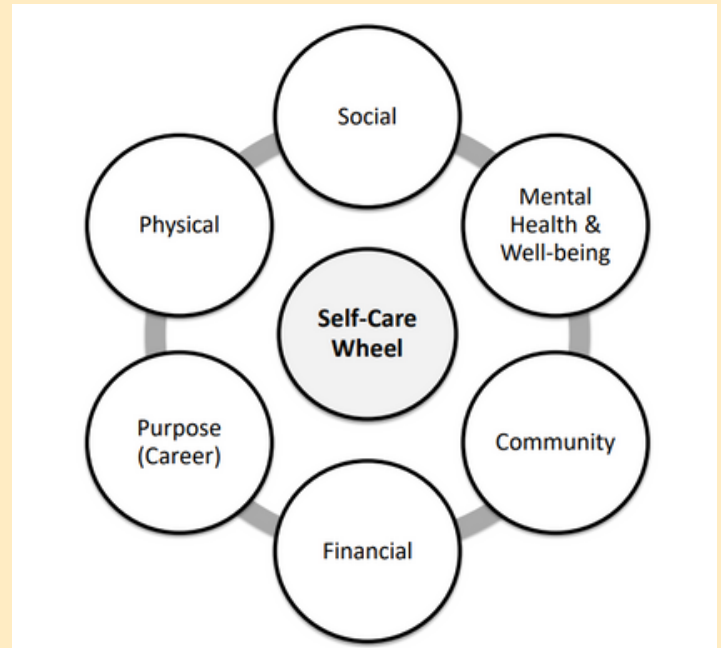 Social
Mental
Health &
Well-being
Physical
Self-Care
Wheel
Purpose
(Career)
Community
Financial